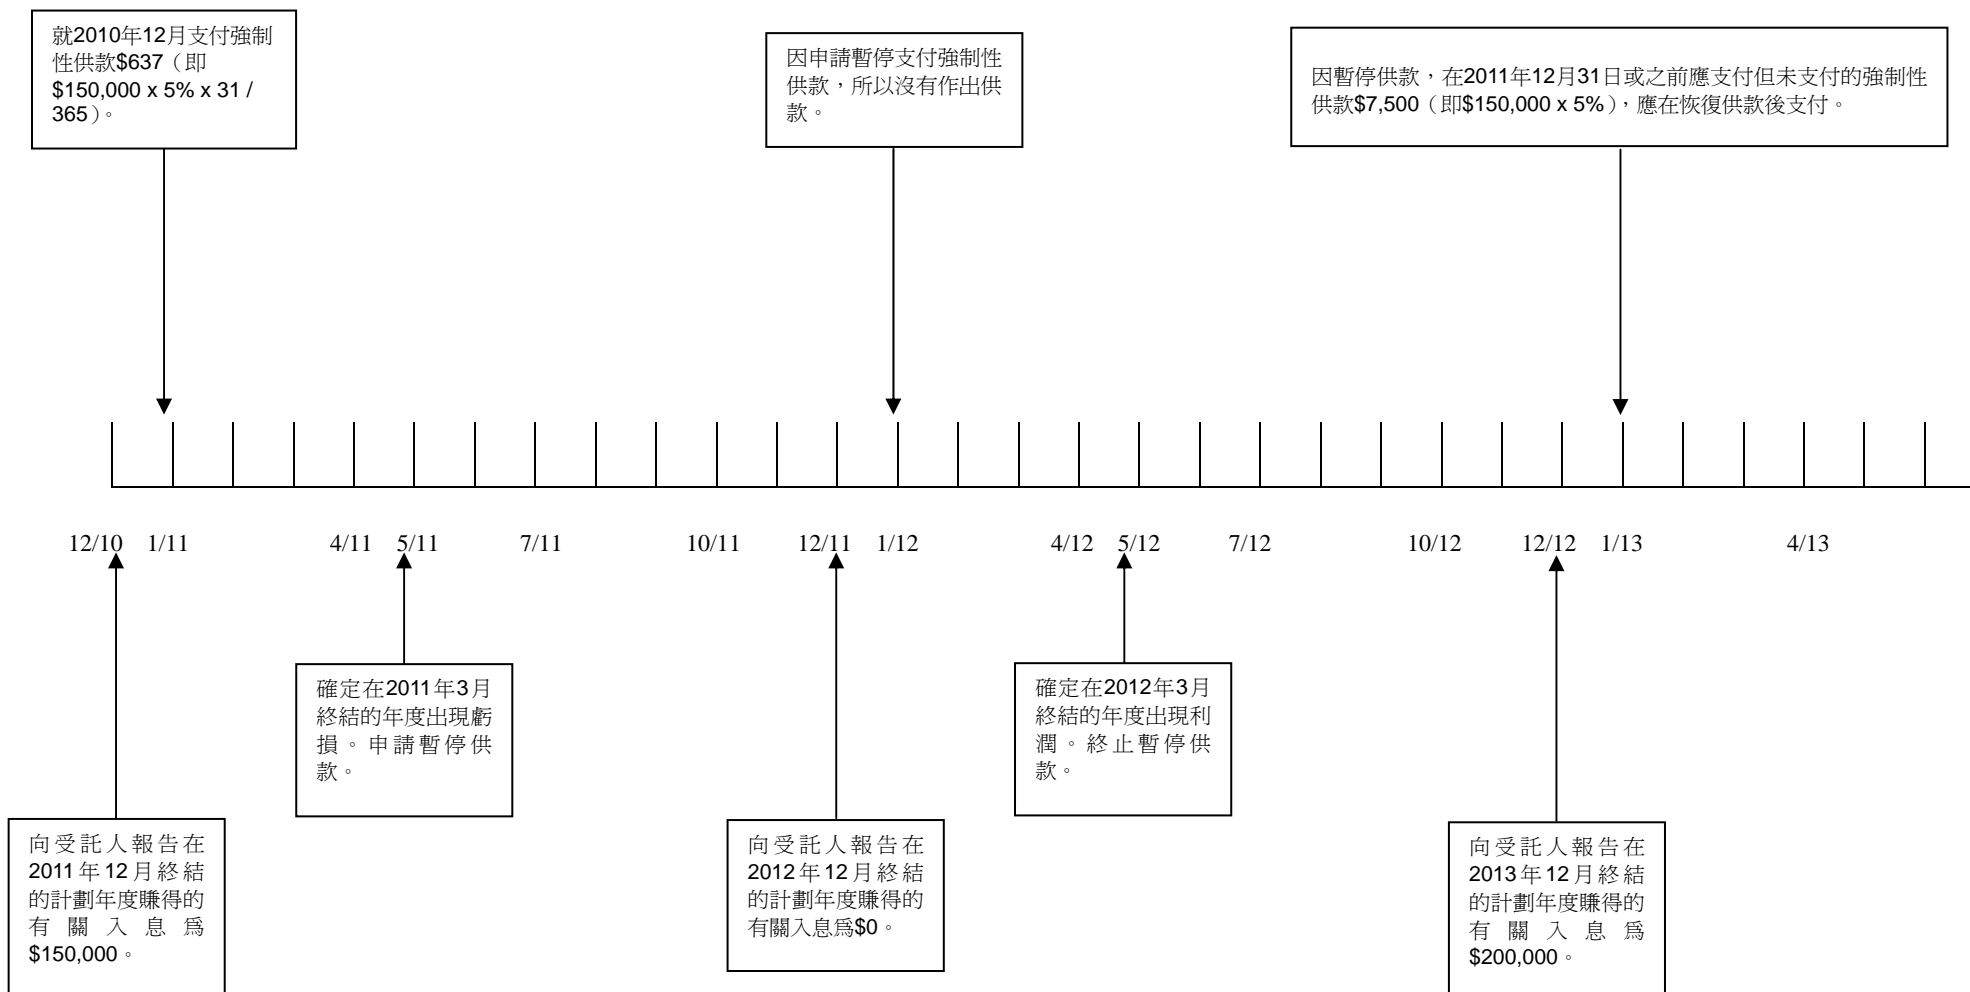 就2010年12月支付強制
性供款$637（即
$150,000 x 5% x 31 /
365）。
因申請暫停支付強制性
供款，所以沒有作出供
款。
因暫停供款，在2011年12月31日或之前應支付但未支付的強制性
供款$7,500（即$150,000 x 5%），應在恢復供款後支付。
12/10 1/11 4/11 5/11 7/11 10/11 12/11 1/12 4/12 5/12 7/12 10/12 12/12 1/13 4/13
確定在2011年3月
終結的年度出現虧
損。申請暫停供
款。
確定在2012年3月
終結的年度出現利
潤。終止暫停供
款。
向受託人報告在
2011年12月終結
的計劃年度賺得的
有關入息爲
$150,000。
向受託人報告在
2012年12月終結
的計劃年度賺得的
有關入息爲$0。
向受託人報告在
2013年12月終結
的計劃年度賺得的
有關入息爲
$200,000。